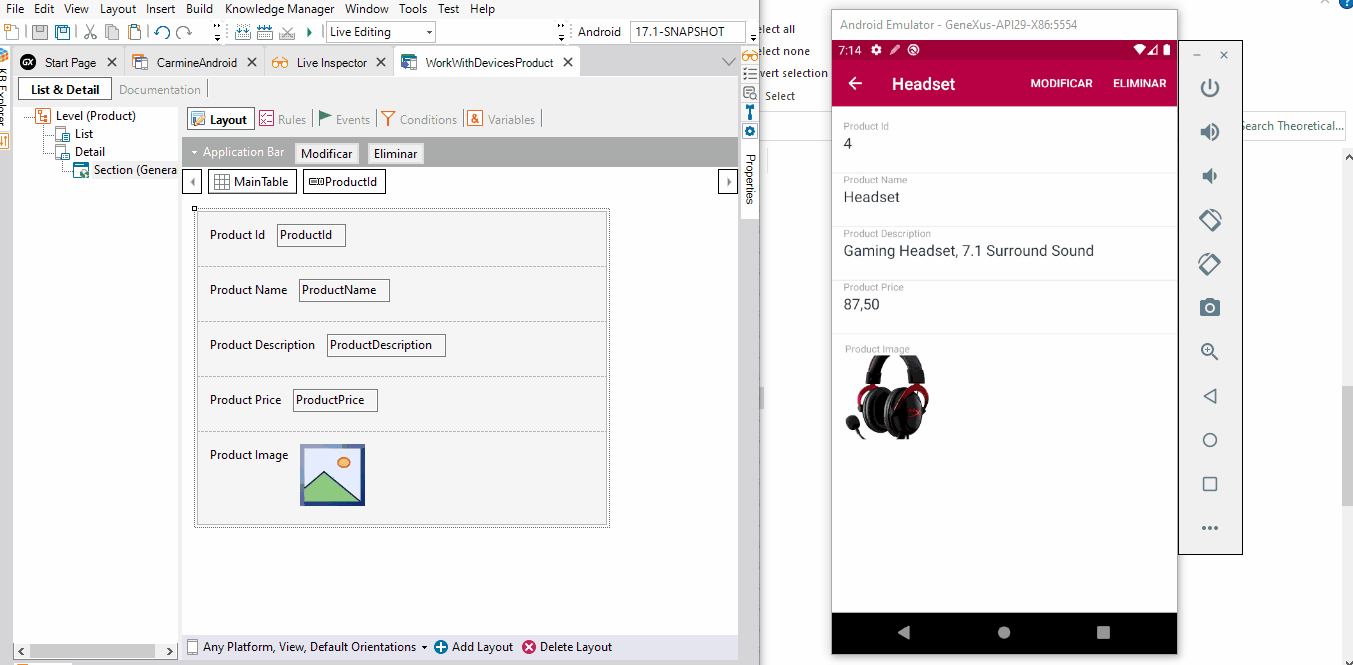 File Edit View Layout Insert Build Knowledge Manager Window Tools Test Help
Live Editing Android 17.1-SNAPSHOT
Start Page CarmineAndroid Live Inspector WorkWithDevicesProduct
List & Detail Documentation
KB Explorer
Level (Product)
List
Detail
Section (Genera
Layout Rules Events Conditions Variables
Application Bar Modificar Eliminar
MainTable ProductId
Properties
Product Id ProductId
Product Name ProductName
Product Description ProductDescription
Product Price ProductPrice
Product Image
Any Platform, View, Default Orientations Add Layout Delete Layout
elect all
elect none
vert selection
Select
Search Theoretical...
Android Emulator - GeneXus-API29-X86:5554
7:14
Headset MODIFICAR ELIMINAR
Product Id
4
Product Name
Headset
Product Description
Gaming Headset, 7.1 Surround Sound
Product Price
87,50
Product Image